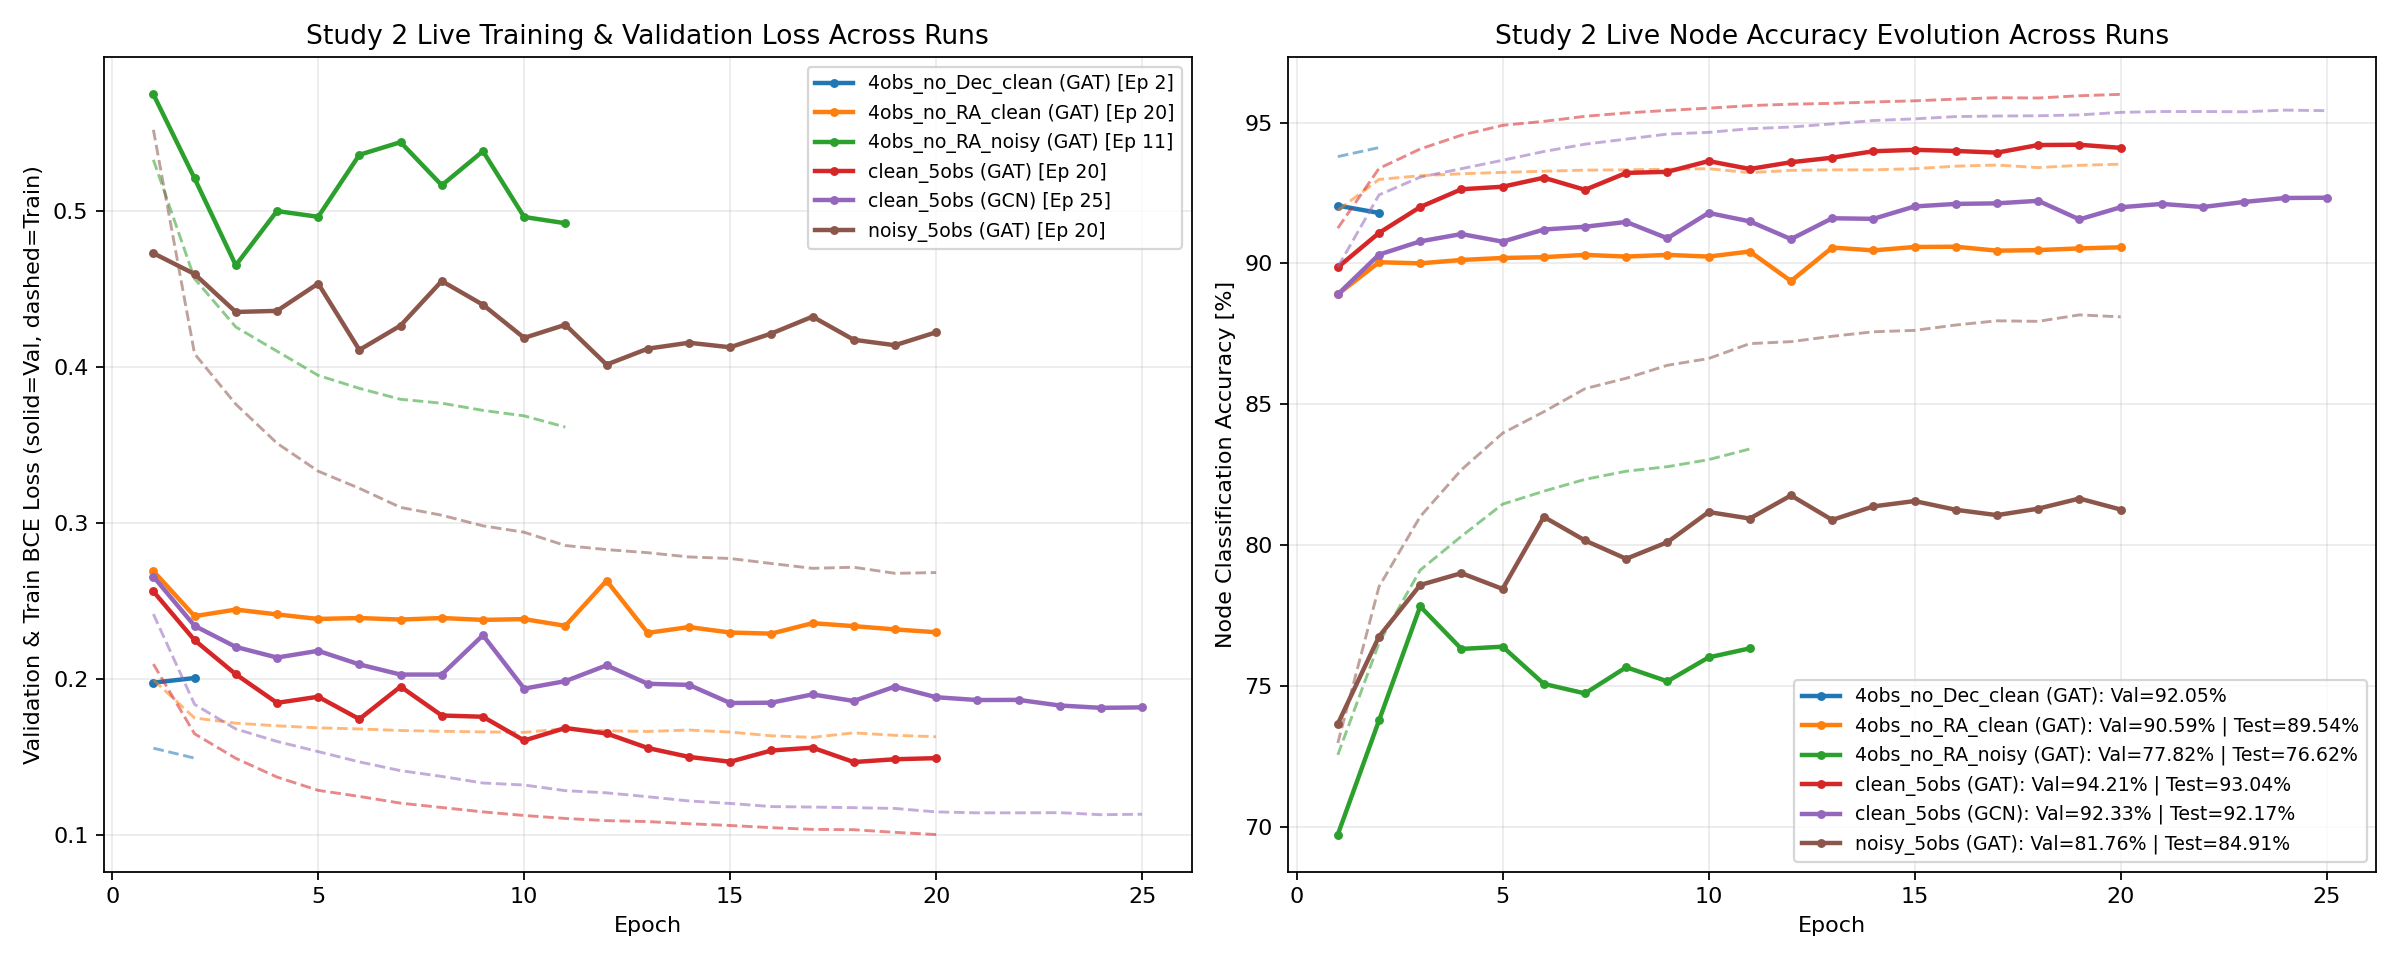 Study 2 Live Training & Validation Loss Across Runs
Validation & Train BCE Loss (solid=Val, dashed=Train)
0.5
0.4
0.3
0.2
0.1
0
5
10
15
20
25
Epoch
4obs_no_Dec_clean (GAT) [Ep 2]
4obs_no_RA_clean (GAT) [Ep 20]
4obs_no_RA_noisy (GAT) [Ep 11]
clean_5obs (GAT) [Ep 20]
clean_5obs (GCN) [Ep 25]
noisy_5obs (GAT) [Ep 20]
Study 2 Live Node Accuracy Evolution Across Runs
Node Classification Accuracy [%]
95
90
85
80
75
70
0
5
10
15
20
25
Epoch
4obs_no_Dec_clean (GAT): Val=92.05%
4obs_no_RA_clean (GAT): Val=90.59% | Test=89.54%
4obs_no_RA_noisy (GAT): Val=77.82% | Test=76.62%
clean_5obs (GAT): Val=94.21% | Test=93.04%
clean_5obs (GCN): Val=92.33% | Test=92.17%
noisy_5obs (GAT): Val=81.76% | Test=84.91%